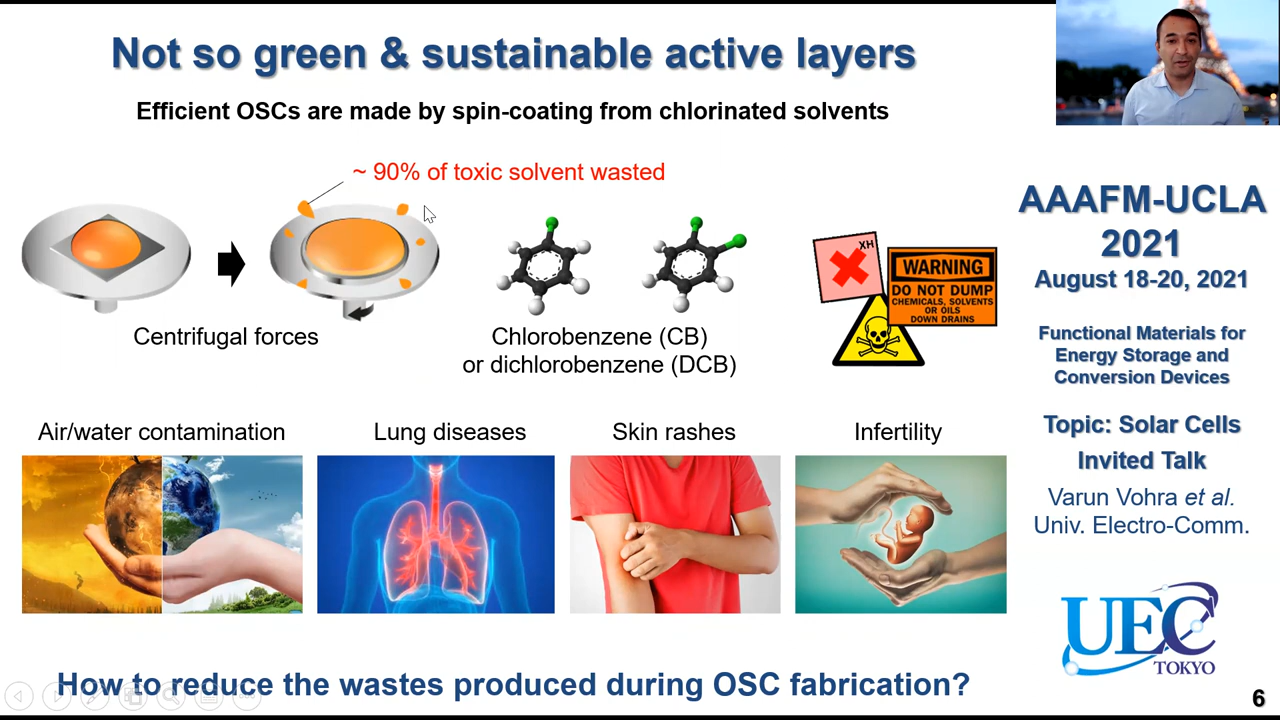 Not so green & sustainable active layers
Efficient OSCs are made by spin-coating from chlorinated solvents
~ 90% of toxic solvent wasted
Centrifugal forces
Chlorobenzene (CB)
or dichlorobenzene (DCB)
XH
WARNING
DO NOT DUMP
CHEMICALS, SOLVENTS
OR OILS
DOWN DRAINS
Air/water contamination
Lung diseases
Skin rashes
Infertility
How to reduce the wastes produced during OSC fabrication?
AAAFM-UCLA
2021
August 18-20, 2021
Functional Materials for
Energy Storage and
Conversion Devices
Topic: Solar Cells
Invited Talk
Varun Vohra et al.
Univ. Electro-Comm.
UEC
TOKYO
6